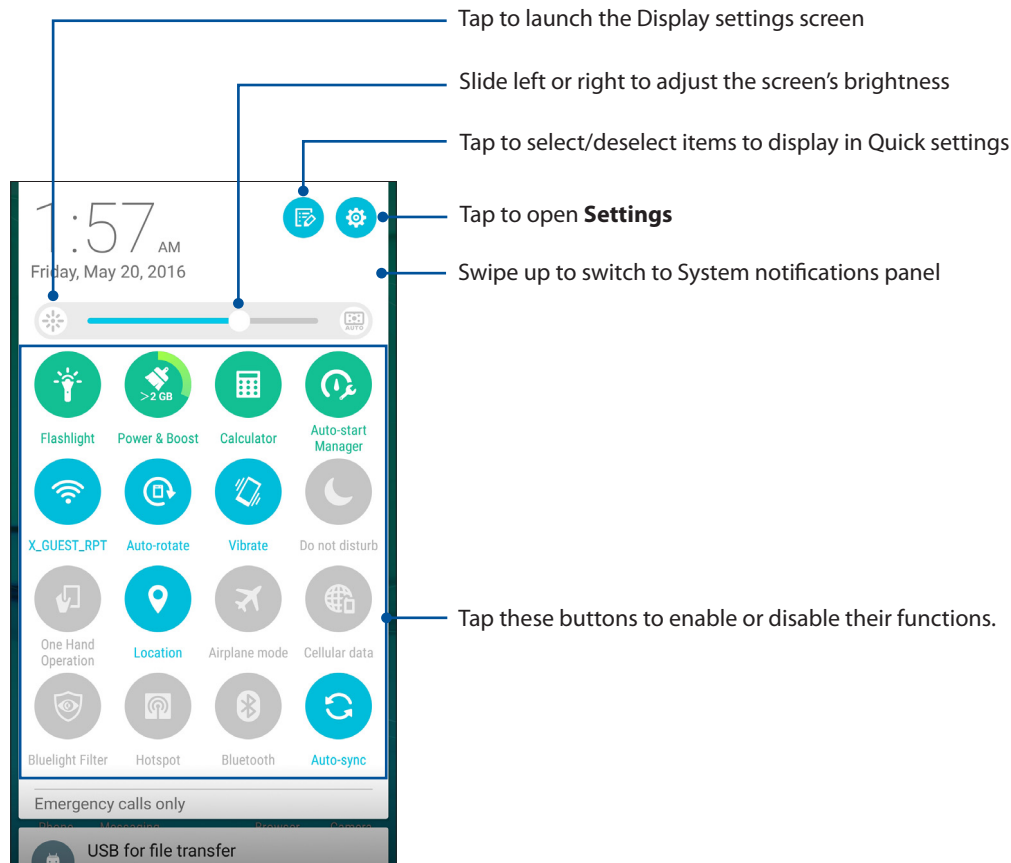 Tap to launch the Display settings screen
Slide left or right to adjust the screen's brightness
Tap to select/deselect items to display in Quick settings
Tap to open Settings
Swipe up to switch to System notifications panel
1:57 AM
Friday, May 20, 2016
AUTO
>2 GB
Flashlight
Power & Boost
Calculator
Auto-start
Manager
X_GUEST_RPT
Auto-rotate
Vibrate
Do not disturb
Tap these buttons to enable or disable their functions.
One Hand
Operation
Location
Airplane mode
Cellular data
Bluelight Filter
Hotspot
Bluetooth
Auto-sync
Emergency calls only
Phone
Messaging
Browser
Camera
USB for file transfer